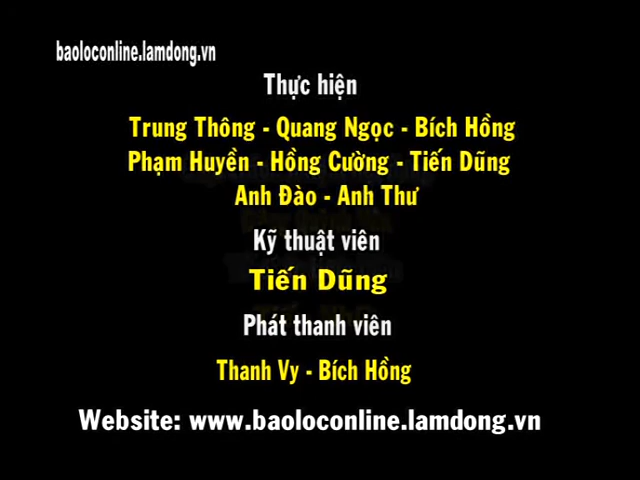 baoloconline.lamdong.vn
Thực hiện
Trung Thông - Quang Ngọc - Bích Hồng
Phạm Huyền - Hồng Cường - Tiến Dũng
Anh Đào - Anh Thư
Kỹ thuật viên
Tiến Dũng
Phát thanh viên
Thanh Vy - Bích Hồng
Website: www.baoloconline.lamdong.vn